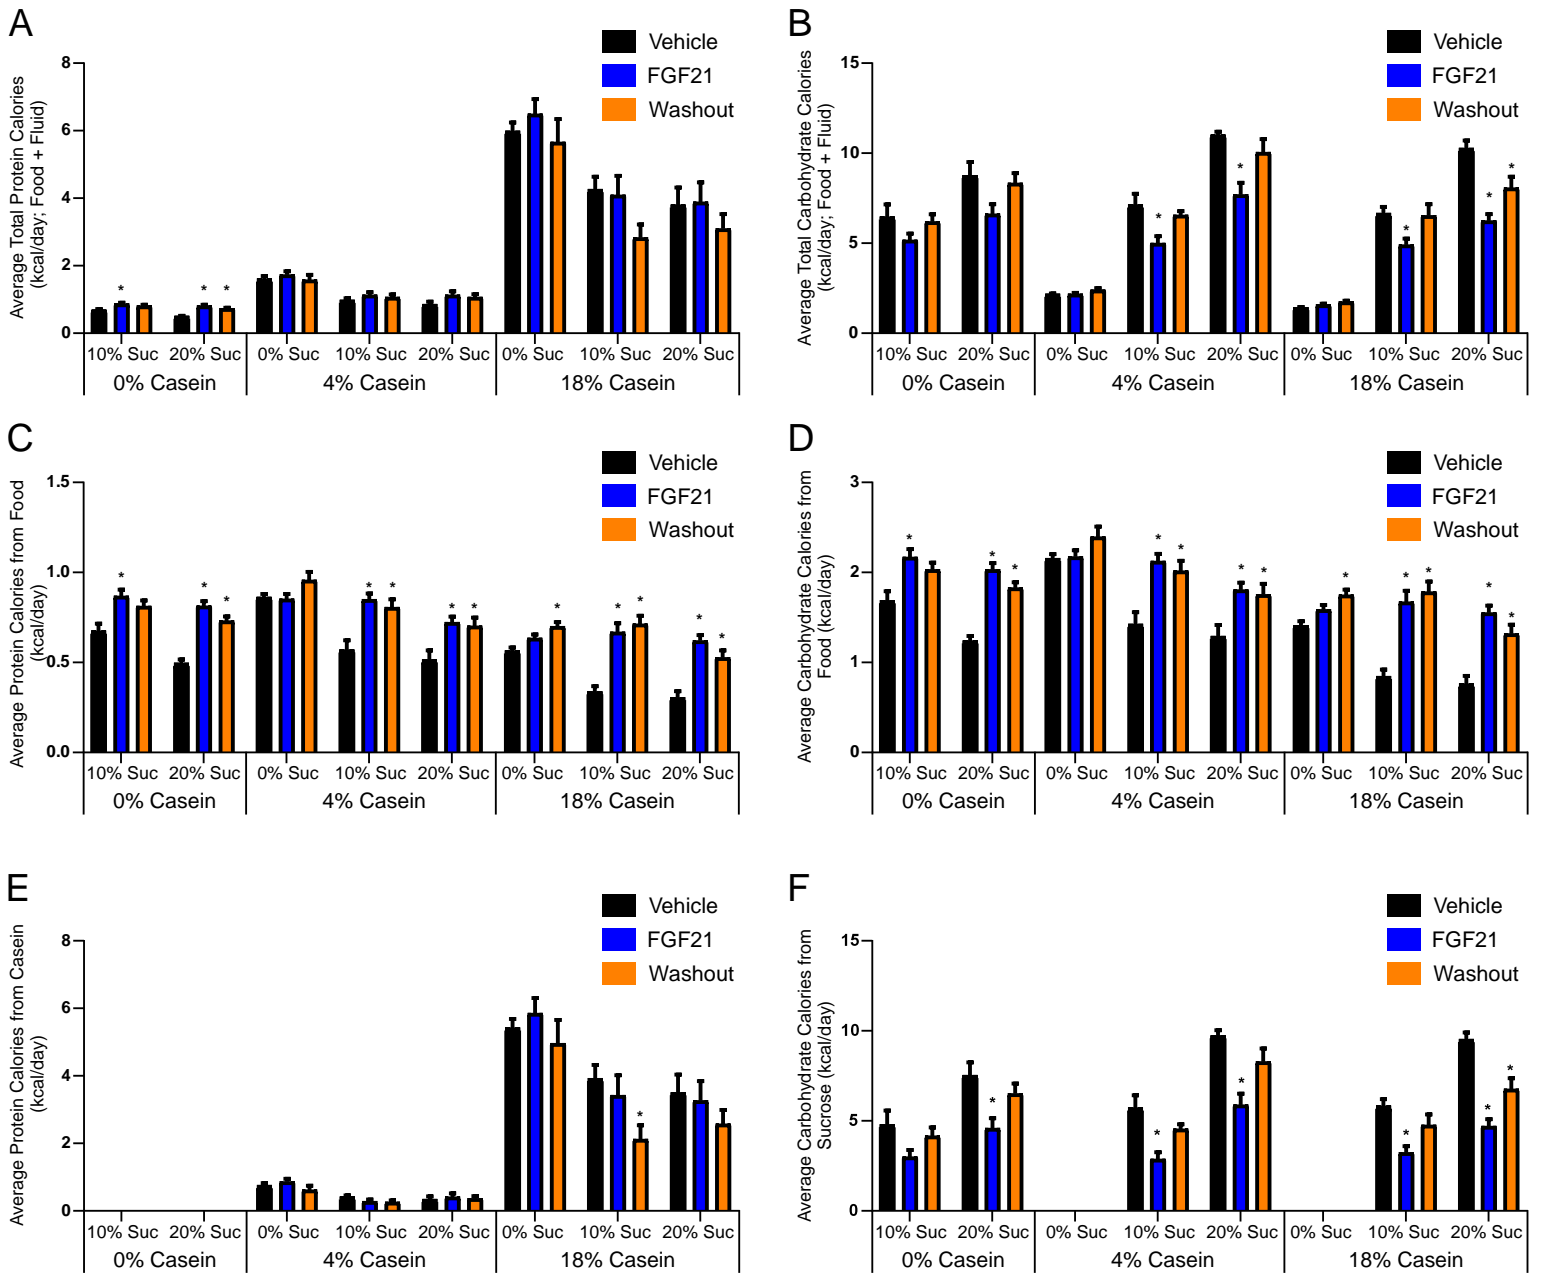 A
Average Total Protein Calories
(kcal/day; Food + Fluid)
Vehicle
FGF21
Washout
8
6
4
2
0
* * *
10% Suc 20% Suc 0% Suc 10% Suc 20% Suc 0% Suc 10% Suc 20% Suc
0% Casein 4% Casein 18% Casein
B
Average Total Carbohydrate Calories
(kcal/day; Food + Fluid)
Vehicle
FGF21
Washout
15
10
5
0
* * * * *
10% Suc 20% Suc 0% Suc 10% Suc 20% Suc 0% Suc 10% Suc 20% Suc
0% Casein 4% Casein 18% Casein
C
Average Protein Calories from Food
(kcal/day)
Vehicle
FGF21
Washout
1.5
1.0
0.5
0.0
* * * * * * * * * * * *
10% Suc 20% Suc 0% Suc 10% Suc 20% Suc 0% Suc 10% Suc 20% Suc
0% Casein 4% Casein 18% Casein
D
Average Carbohydrate Calories from
Food (kcal/day)
Vehicle
FGF21
Washout
3
2
1
0
* * * * * * * * * * * *
10% Suc 20% Suc 0% Suc 10% Suc 20% Suc 0% Suc 10% Suc 20% Suc
0% Casein 4% Casein 18% Casein
E
Average Protein Calories from Casein
(kcal/day)
Vehicle
FGF21
Washout
8
6
4
2
0
*
10% Suc 20% Suc 0% Suc 10% Suc 20% Suc 0% Suc 10% Suc 20% Suc
0% Casein 4% Casein 18% Casein
F
Average Carbohydrate Calories from
Sucrose (kcal/day)
Vehicle
FGF21
Washout
15
10
5
0
* * * * * *
10% Suc 20% Suc 0% Suc 10% Suc 20% Suc 0% Suc 10% Suc 20% Suc
0% Casein 4% Casein 18% Casein